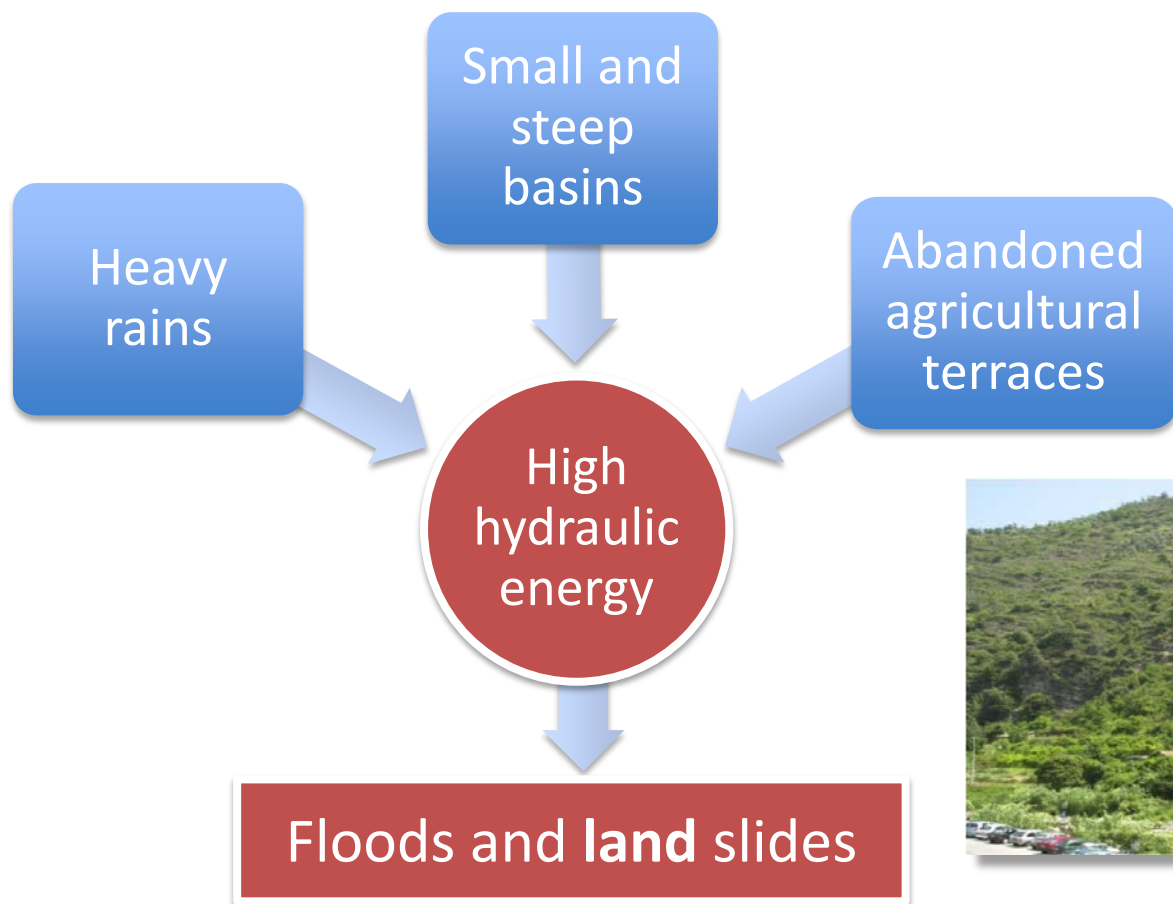 Small and
steep
basins
Heavy
rains
Abandoned
agricultural
terraces
High
hydraulic
energy
Floods and land slides